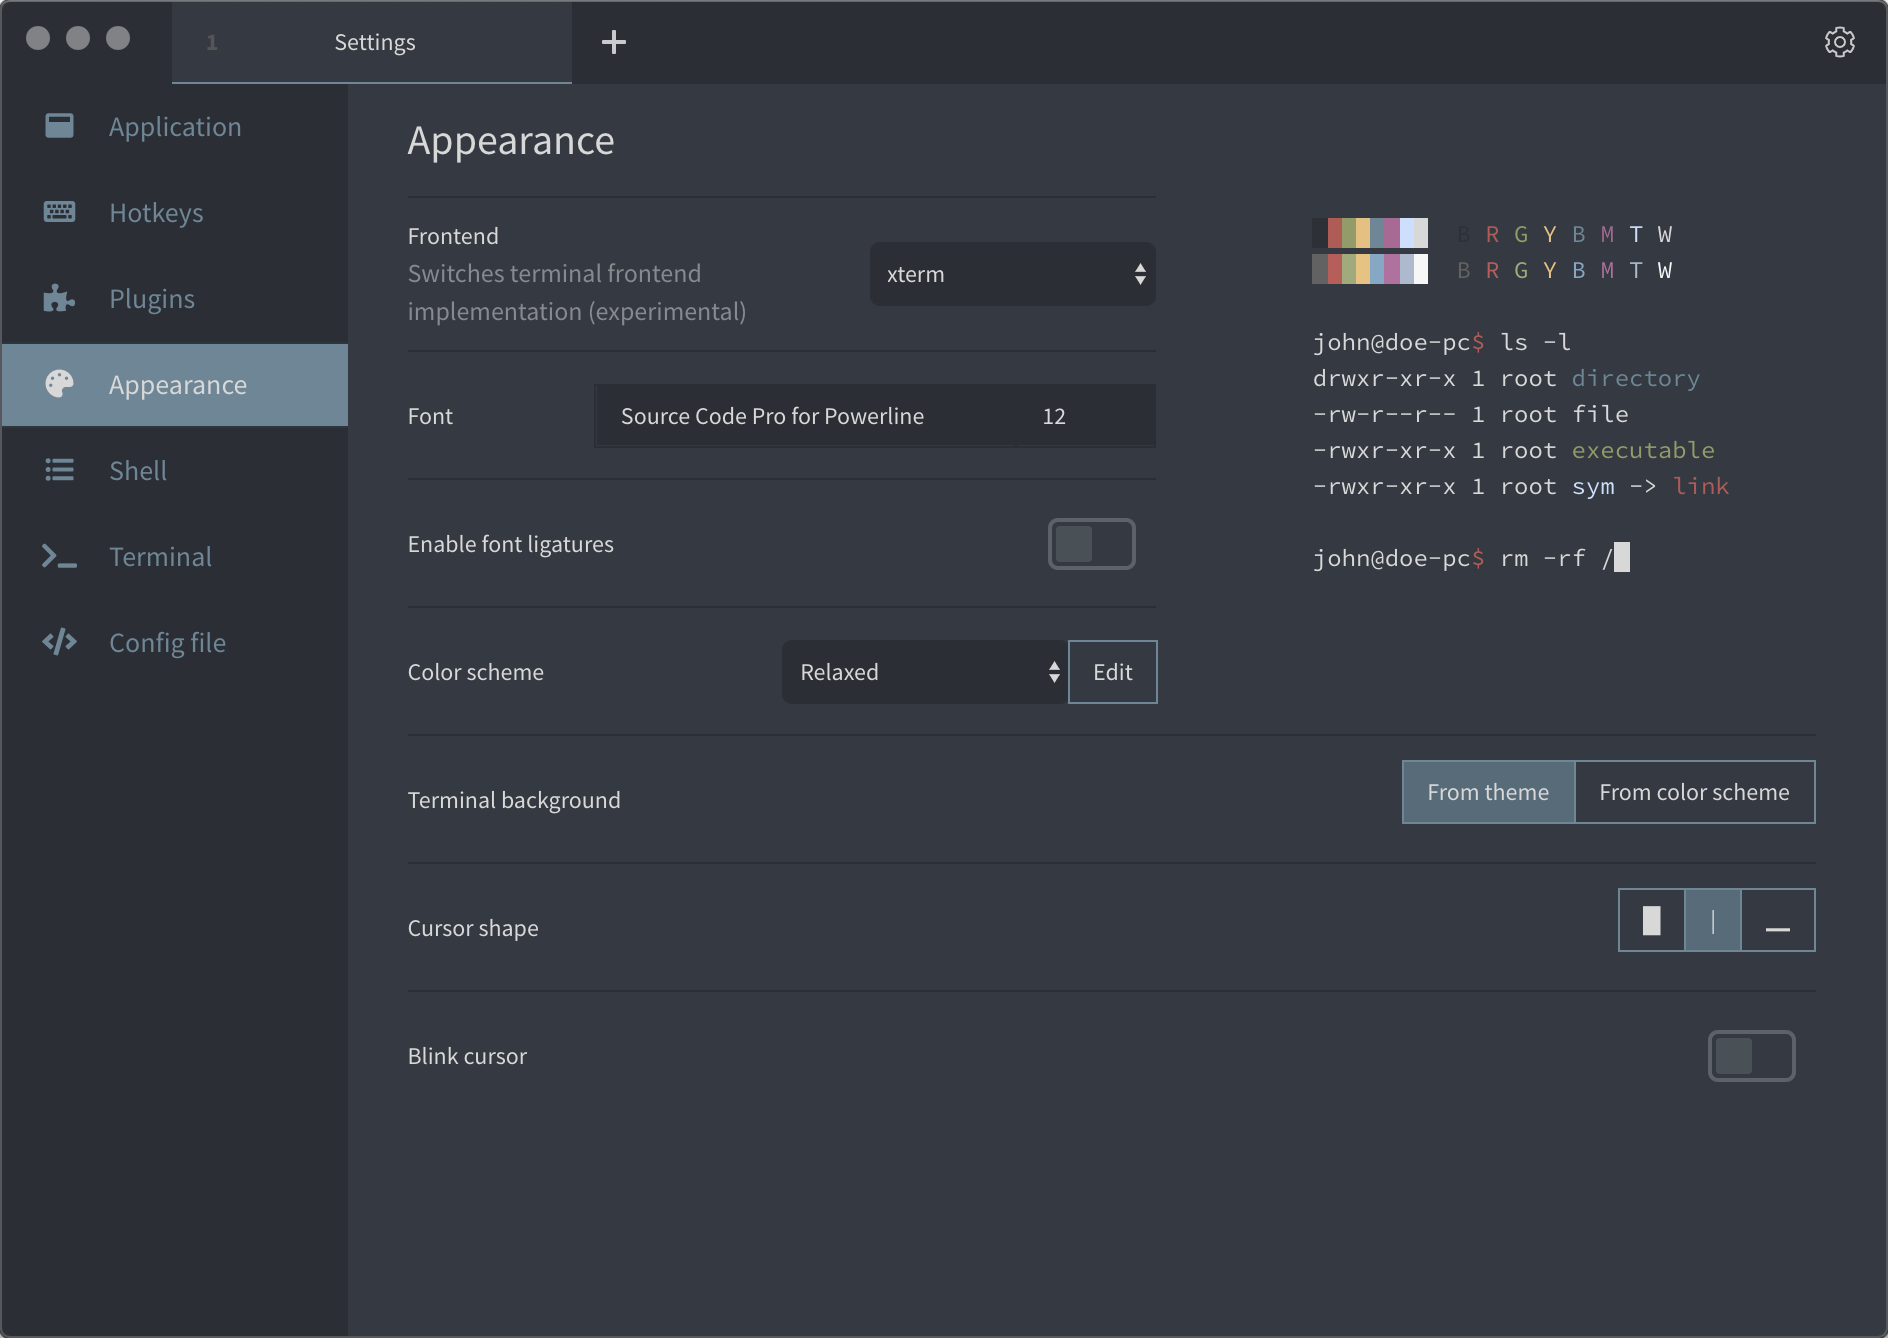 1 Settings +
Application
Hotkeys
Plugins
Appearance
Shell
Terminal
Config file
Appearance
Frontend
Switches terminal frontend
implementation (experimental)
xterm
Font
Source Code Pro for Powerline 12
Enable font ligatures
Color scheme
Relaxed
Edit
Terminal background
From theme From color scheme
Cursor shape
Blink cursor
B R G Y B M T W
B R G Y B M T W
john@doe-pc$ ls -l
drwxr-xr-x 1 root directory
-rw-r--r-- 1 root file
-rwxr-xr-x 1 root executable
-rwxr-xr-x 1 root sym -> link
john@doe-pc$ rm -rf /